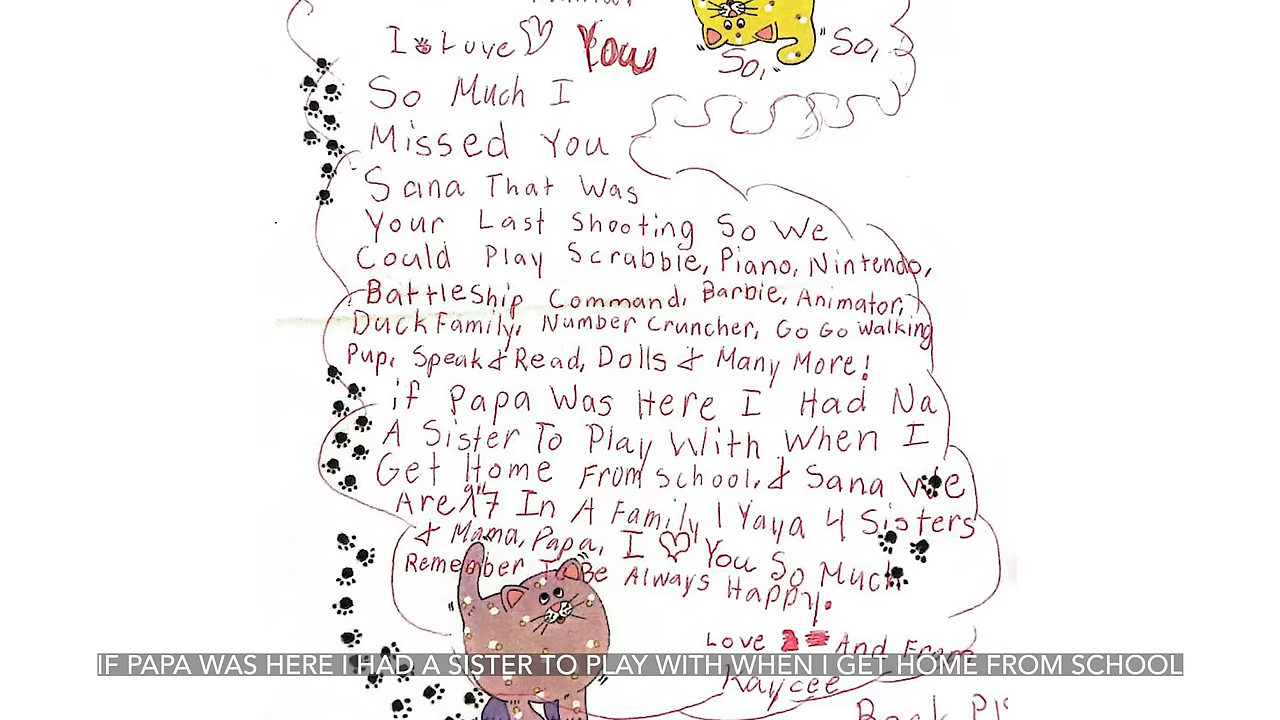 I Love You
So, So,
So Much I
Missed You
Sana That Was
Your Last Shooting So We
Could Play Scrabble, Piano, Nintendo,
BattleShip Command, Barbie, Animator,
Duck Family, Number Cruncher, Go Go Walking
Pup, Speak & Read, Dolls & Many More!
if Papa Was Here I Had Na
A Sister To Play With When I
Get Home From School, & Sana We
Are 7 In A Family 1 Yaya 4 Sisters
& Mama, Papa, I You So Much
Remember To Be Always Happy.
Love And From
IF PAPA WAS HERE I HAD A SISTER TO PLAY WITH WHEN I GET HOME FROM SCHOOL
Kaycee
Back